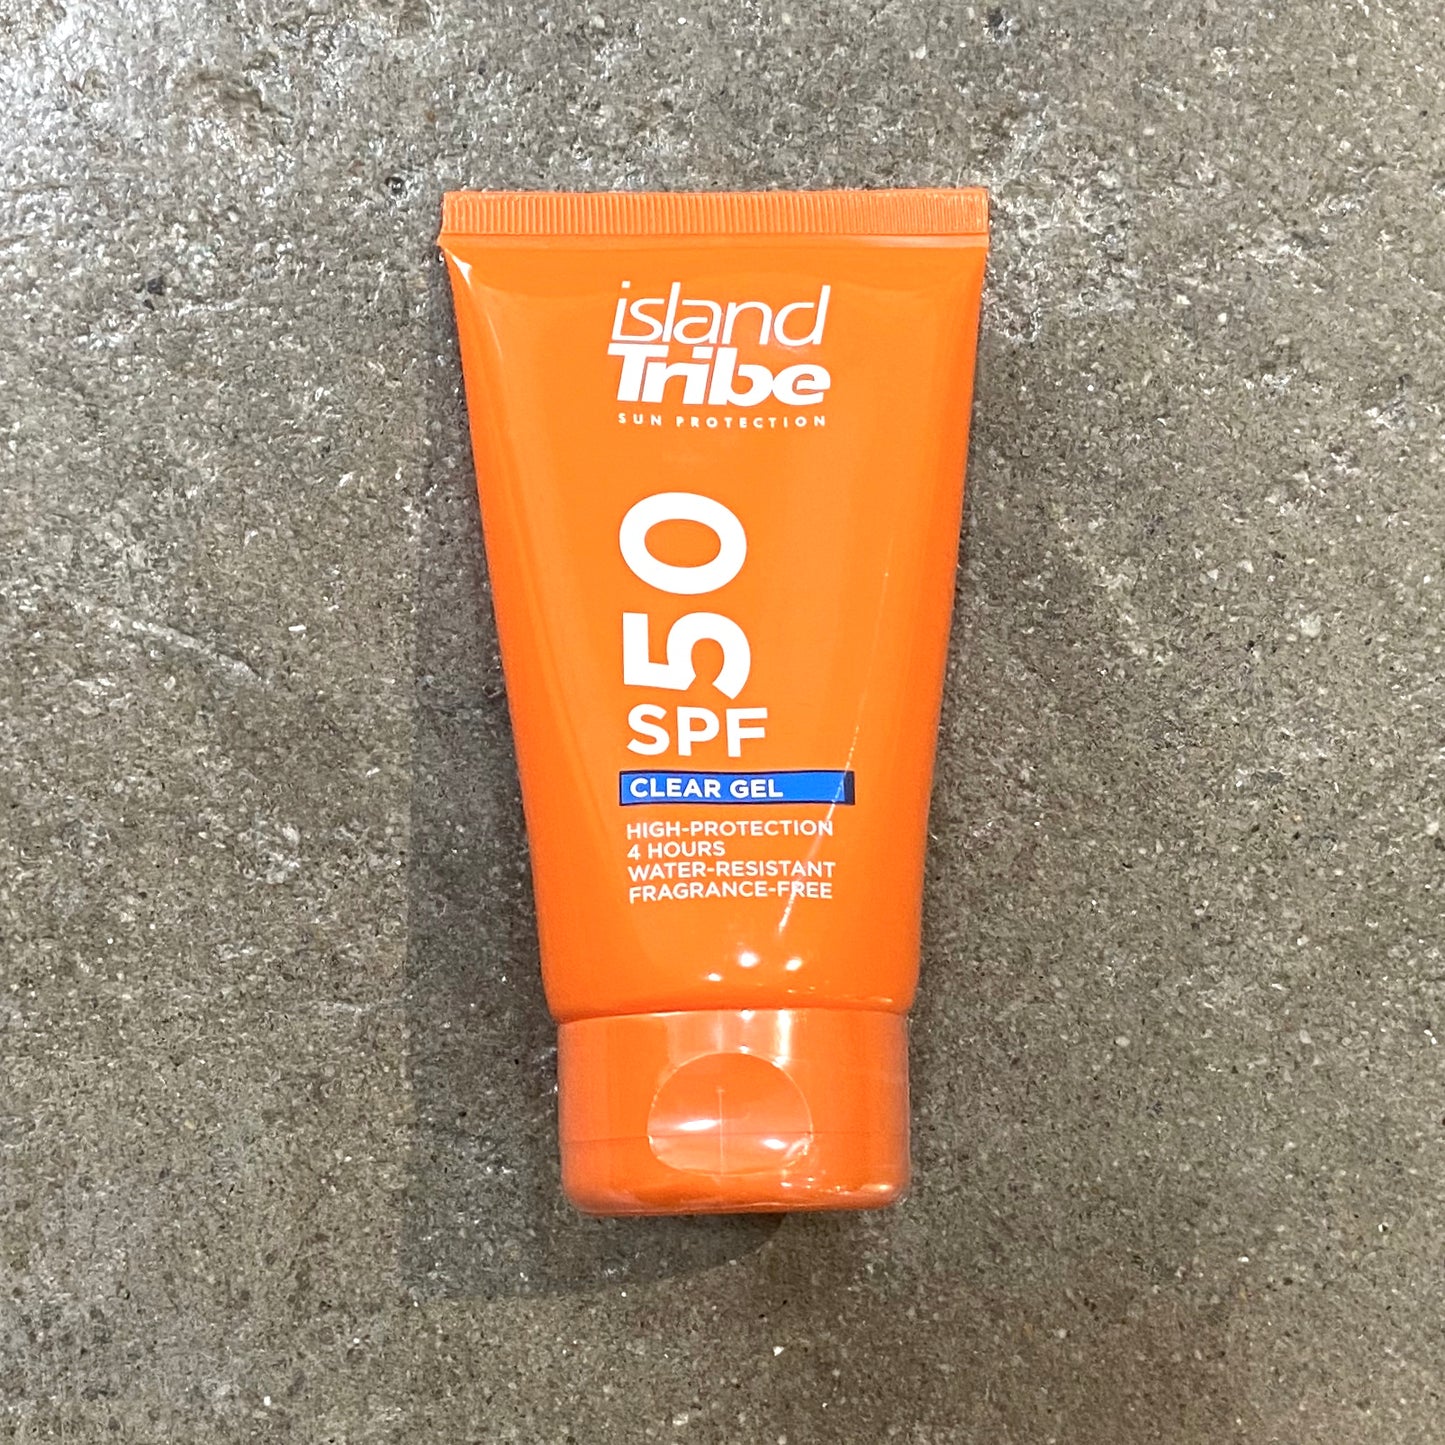 island
Tribe
SUN PROTECTION
50
SPF
CLEAR GEL
HIGH-PROTECTION
4 HOURS
WATER-RESISTANT
FRAGRANCE-FREE